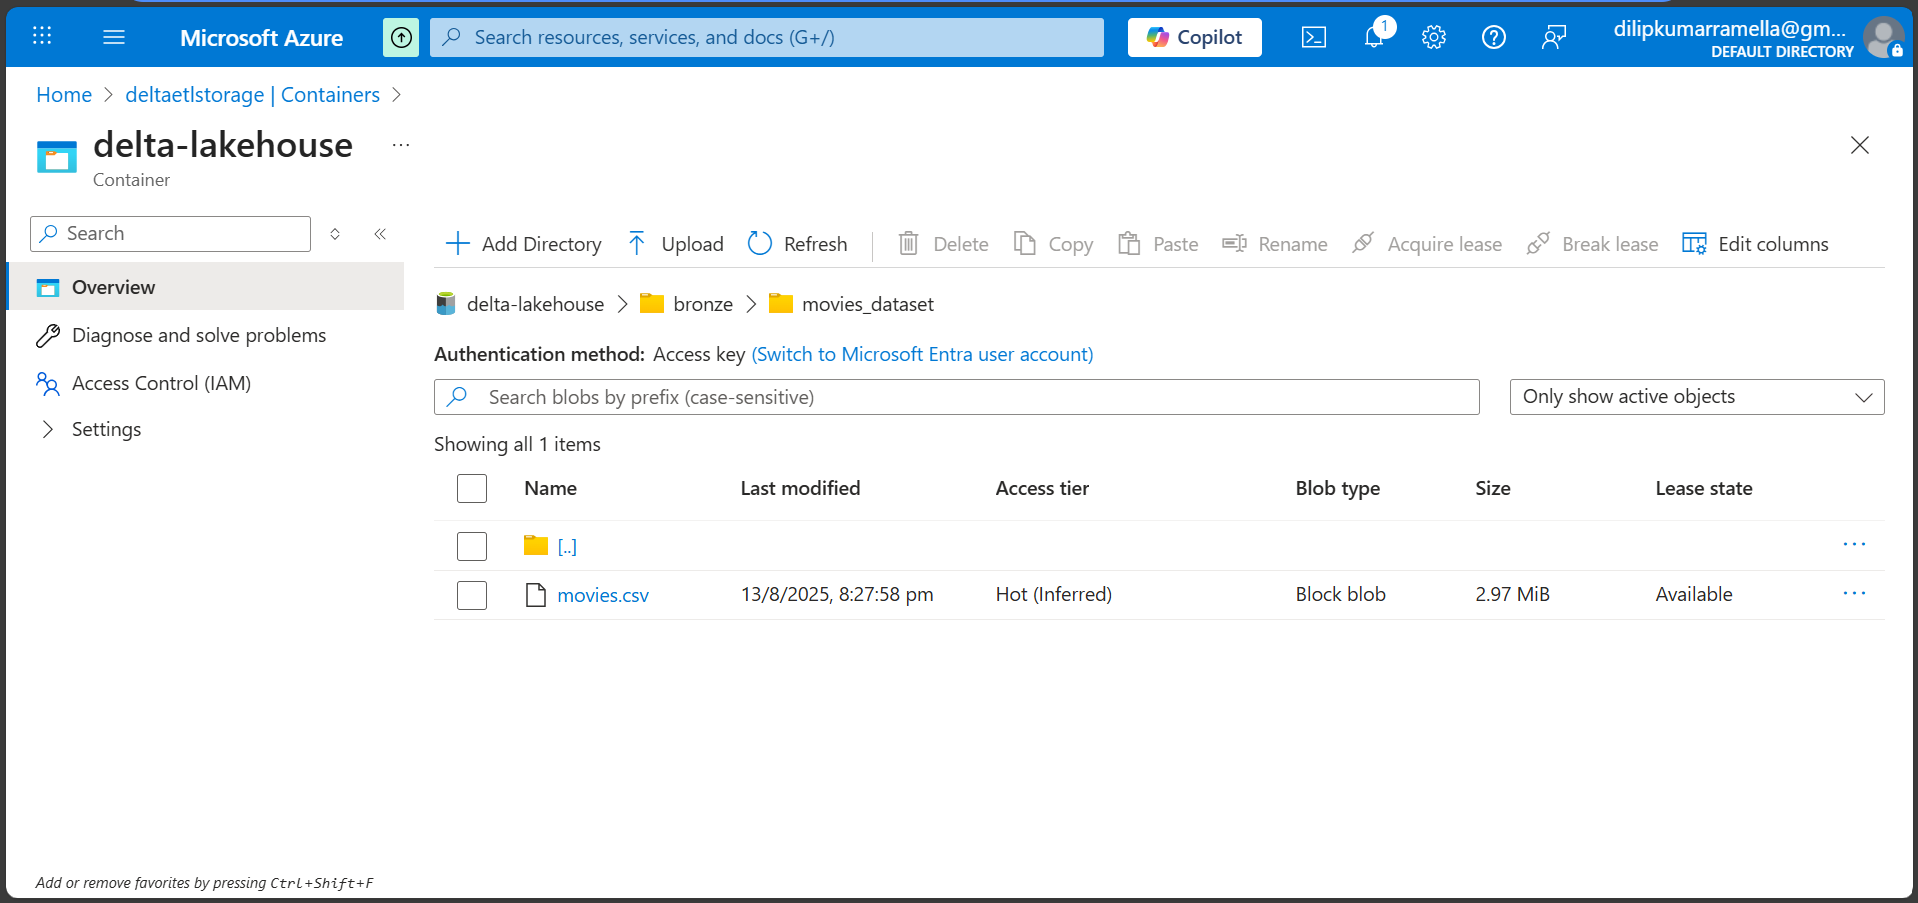 Microsoft Azure
Search resources, services, and docs (G+/)
Copilot
1
dilipkumarramella@gm...
DEFAULT DIRECTORY
Home > deltaetlstorage | Containers >
delta-lakehouse ...
Container
Search
Overview
Diagnose and solve problems
Access Control (IAM)
Settings
Add or remove favorites by pressing Ctrl+Shift+F
Add Directory Upload Refresh Delete Copy Paste Rename Acquire lease Break lease Edit columns
delta-lakehouse > bronze > movies_dataset
Authentication method: Access key (Switch to Microsoft Entra user account)
Search blobs by prefix (case-sensitive)
Only show active objects
Showing all 1 items
Name Last modified Access tier Blob type Size Lease state
[..] ...
movies.csv 13/8/2025, 8:27:58 pm Hot (Inferred) Block blob 2.97 MiB Available ...